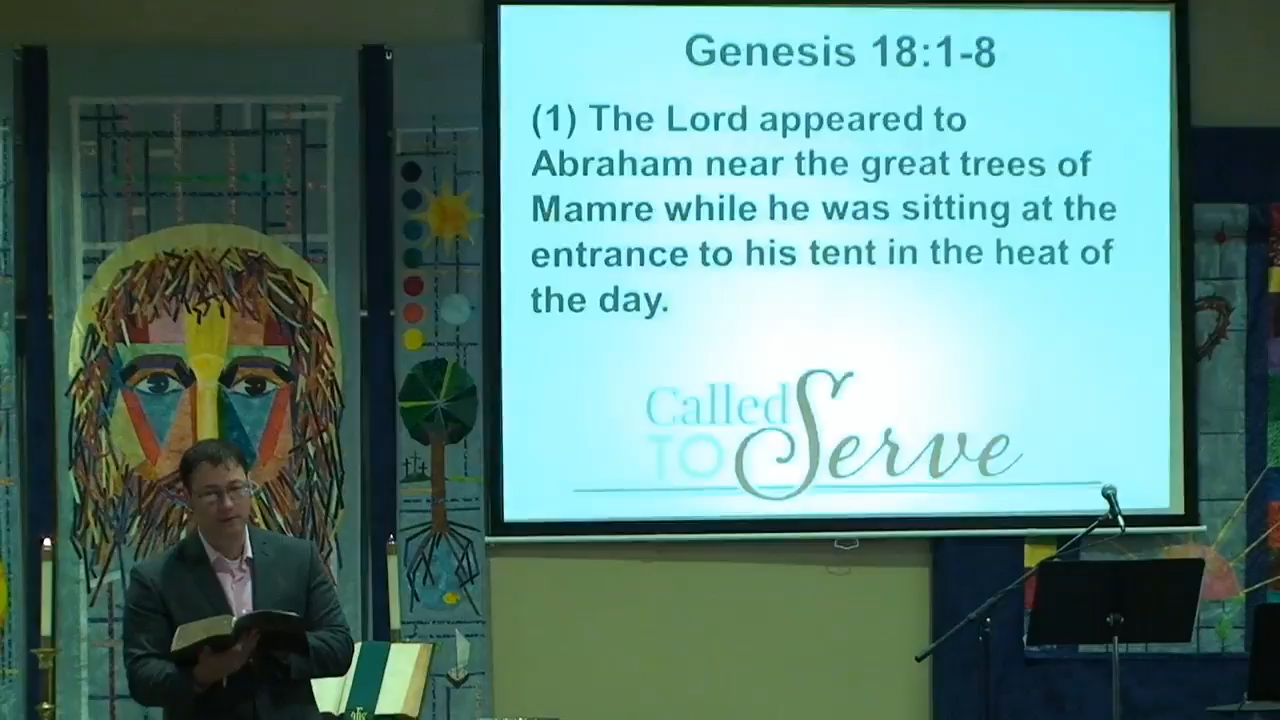 Genesis 18:1-8
(1) The Lord appeared to
Abraham near the great trees of
Mamre while he was sitting at the
entrance to his tent in the heat of
the day.
Called
TO Serve